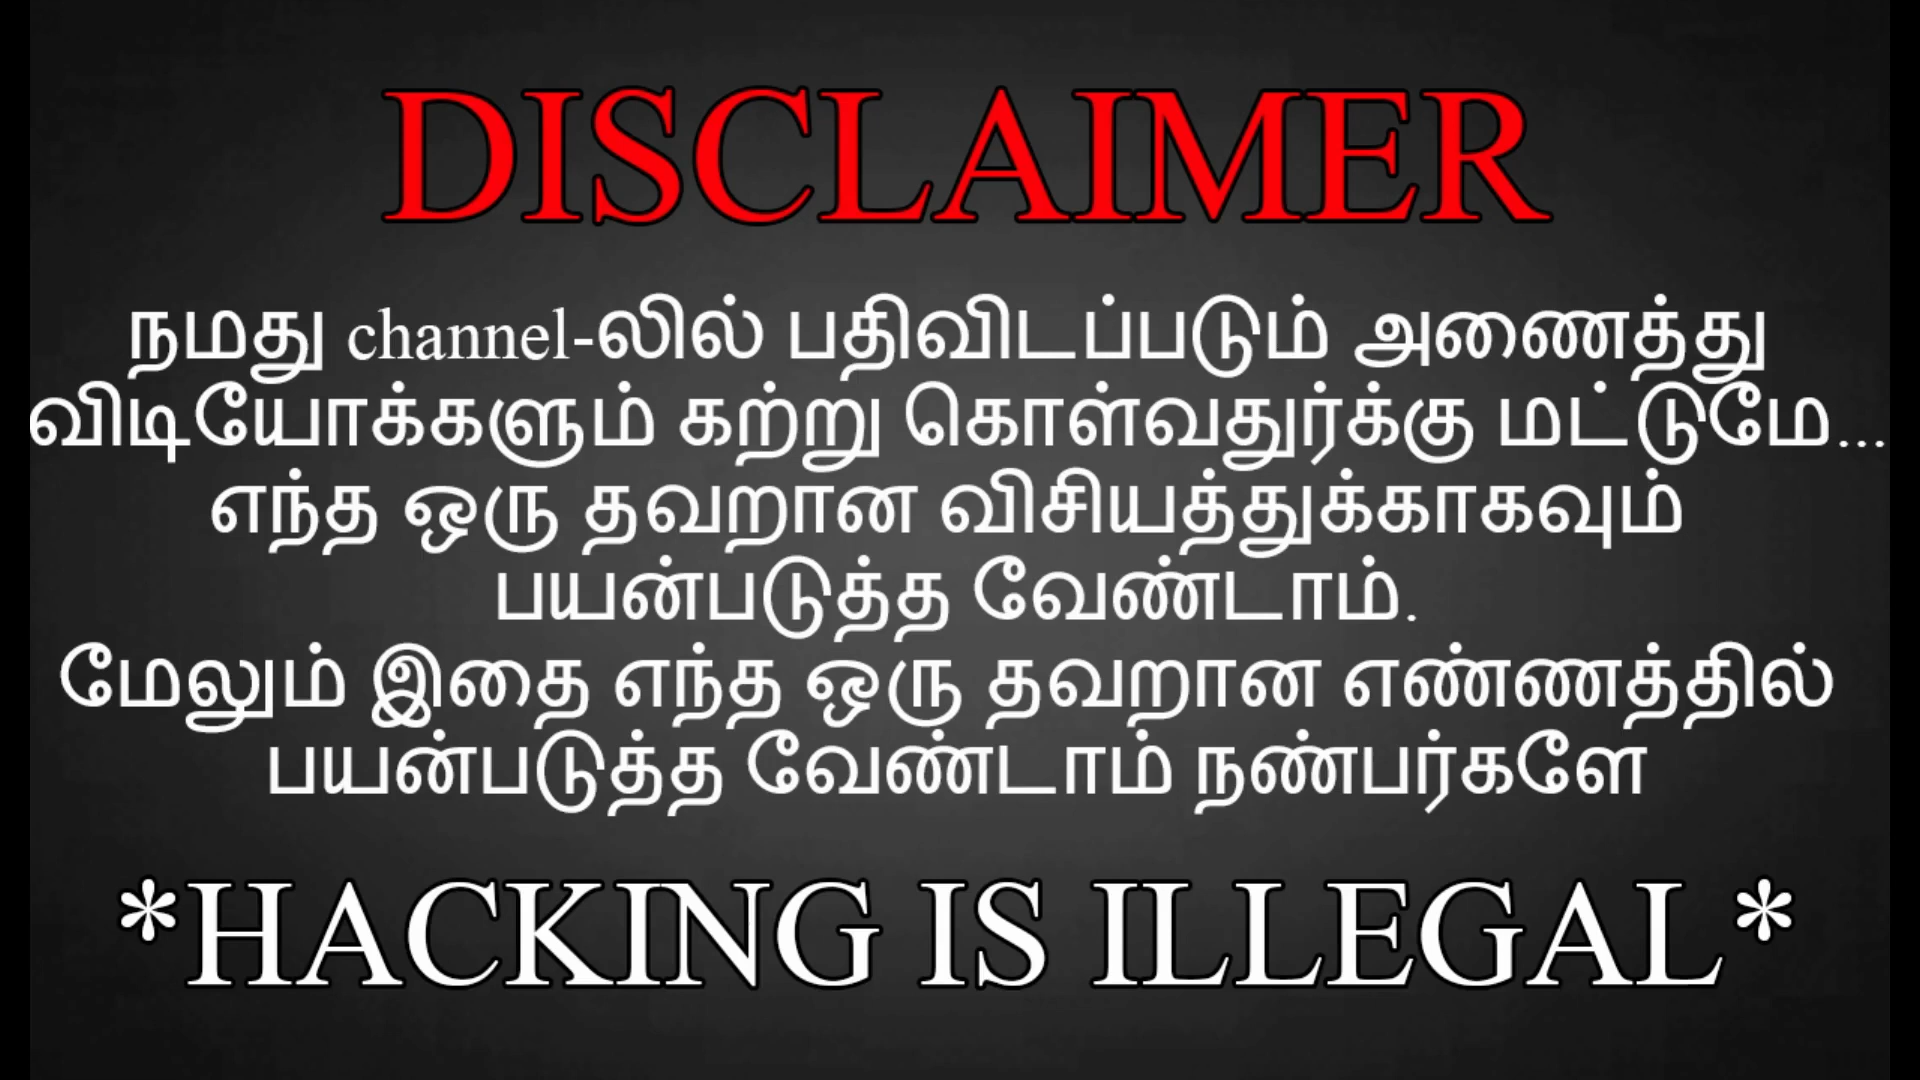 DISCLAIMER
நமது channel-லில் பதிவிடப்படும் அணைத்து
விடியோக்களும் கற்று கொள்வதுர்க்கு மட்டுமே...
எந்த ஒரு தவறான விசியத்துக்காகவும்
பயன்படுத்த வேண்டாம்.
மேலும் இதை எந்த ஒரு தவறான எண்ணத்தில்
பயன்படுத்த வேண்டாம் நண்பர்களே
*HACKING IS ILLEGAL*